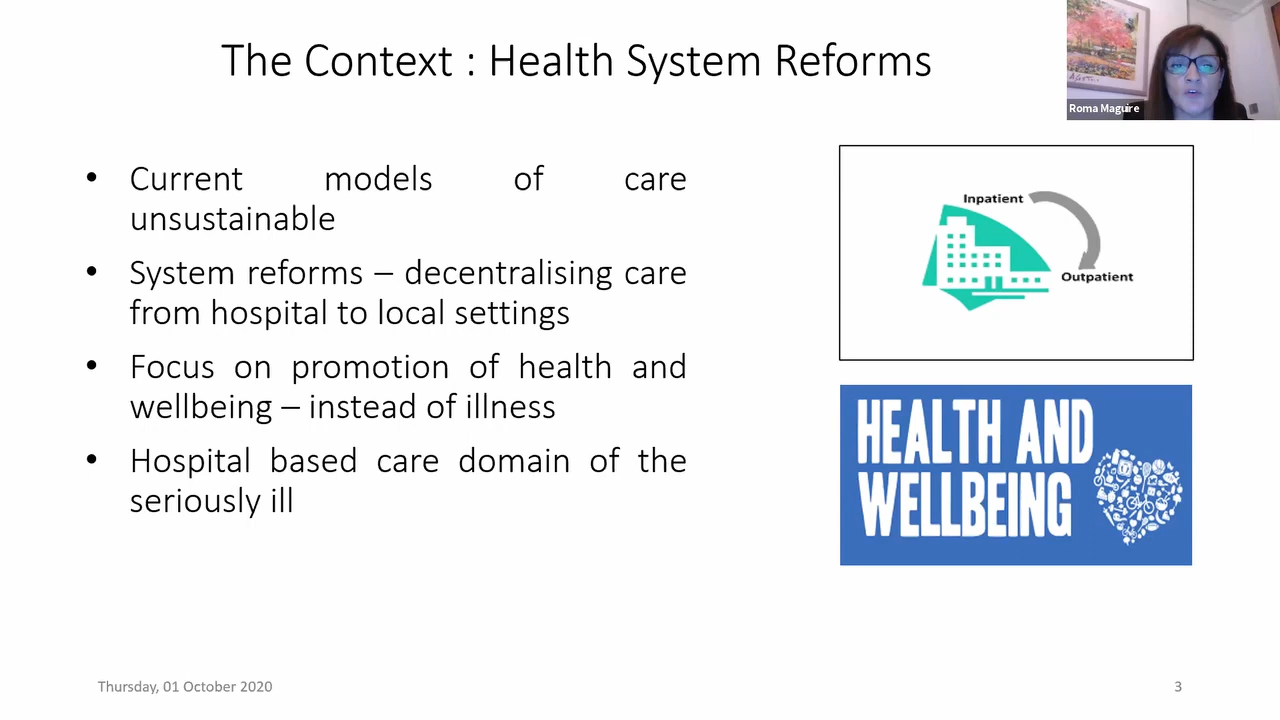 The Context : Health System Reforms
Roma Maguire
• Current models of care
unsustainable
• System reforms – decentralising care
from hospital to local settings
• Focus on promotion of health and
wellbeing – instead of illness
• Hospital based care domain of the
seriously ill
Inpatient
Outpatient
HEALTH AND
WELLBEING
Thursday, 01 October 2020
3